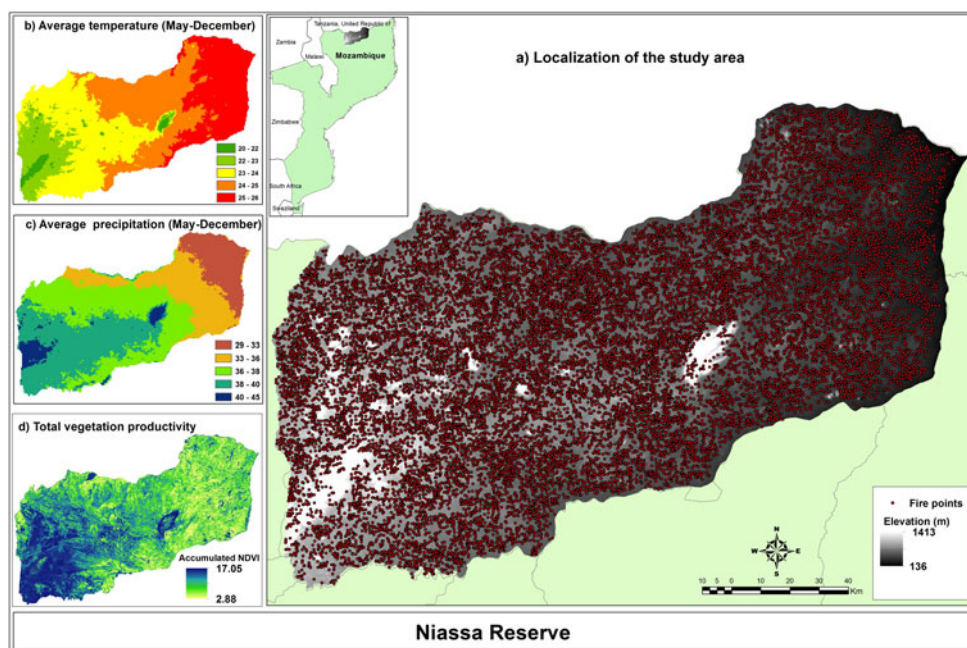 b) Average temperature (May-December)
20 - 22
22 - 23
23 - 24
24 - 25
25 - 26
c) Average precipitation (May-December)
29 - 33
33 - 36
36 - 38
38 - 40
40 - 45
d) Total vegetation productivity
Accumulated NDVI
17.05
2.88
Tanzania, United Republic of
Zambia
Malawi
Mozambique
Zimbabwe
South Africa
Swaziland
a) Localization of the study area
Fire points
Elevation (m)
1413
136
N
W E
S
10 5 0 10 20 30 40
Km
Niassa Reserve